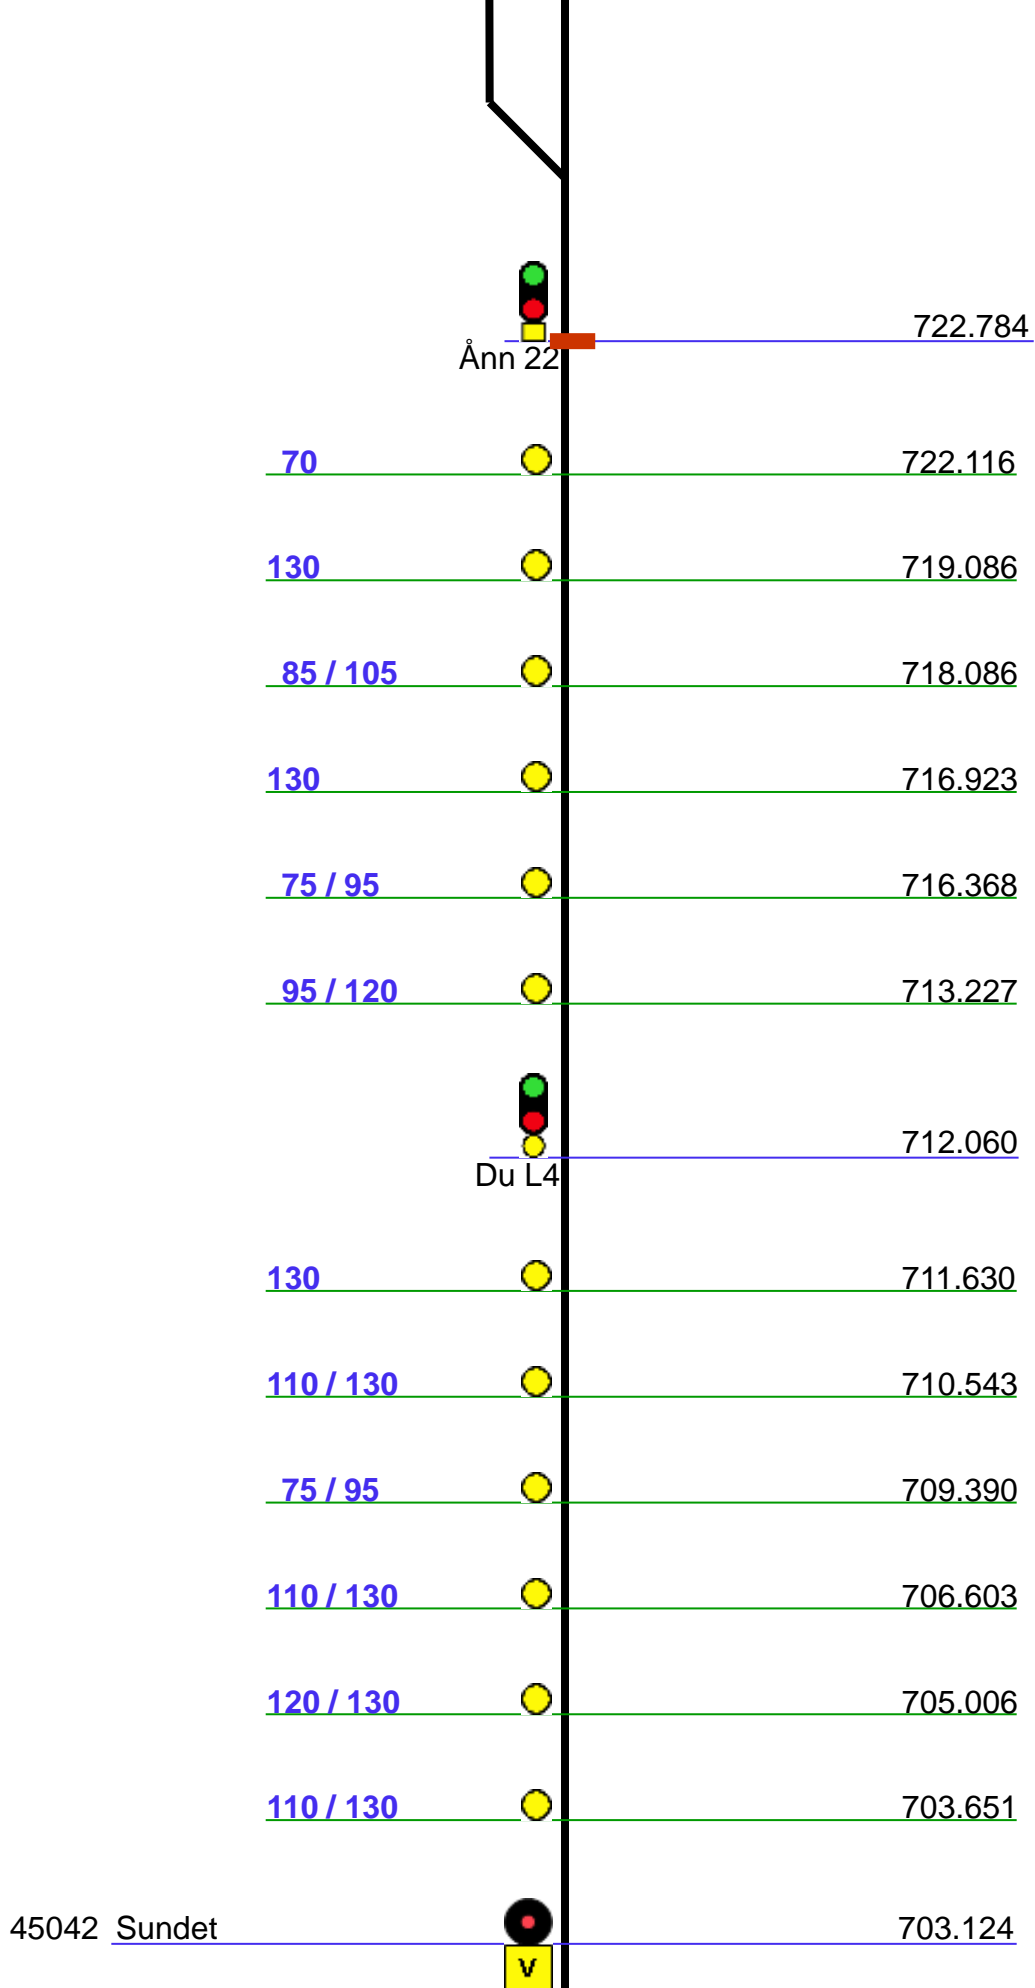 722.784
Ånn 22
70 722.116
130 719.086
85 / 105 718.086
130 716.923
75 / 95 716.368
95 / 120 713.227
712.060
Du L4
130 711.630
110 / 130 710.543
75 / 95 709.390
110 / 130 706.603
120 / 130 705.006
110 / 130 703.651
45042 Sundet 703.124
V